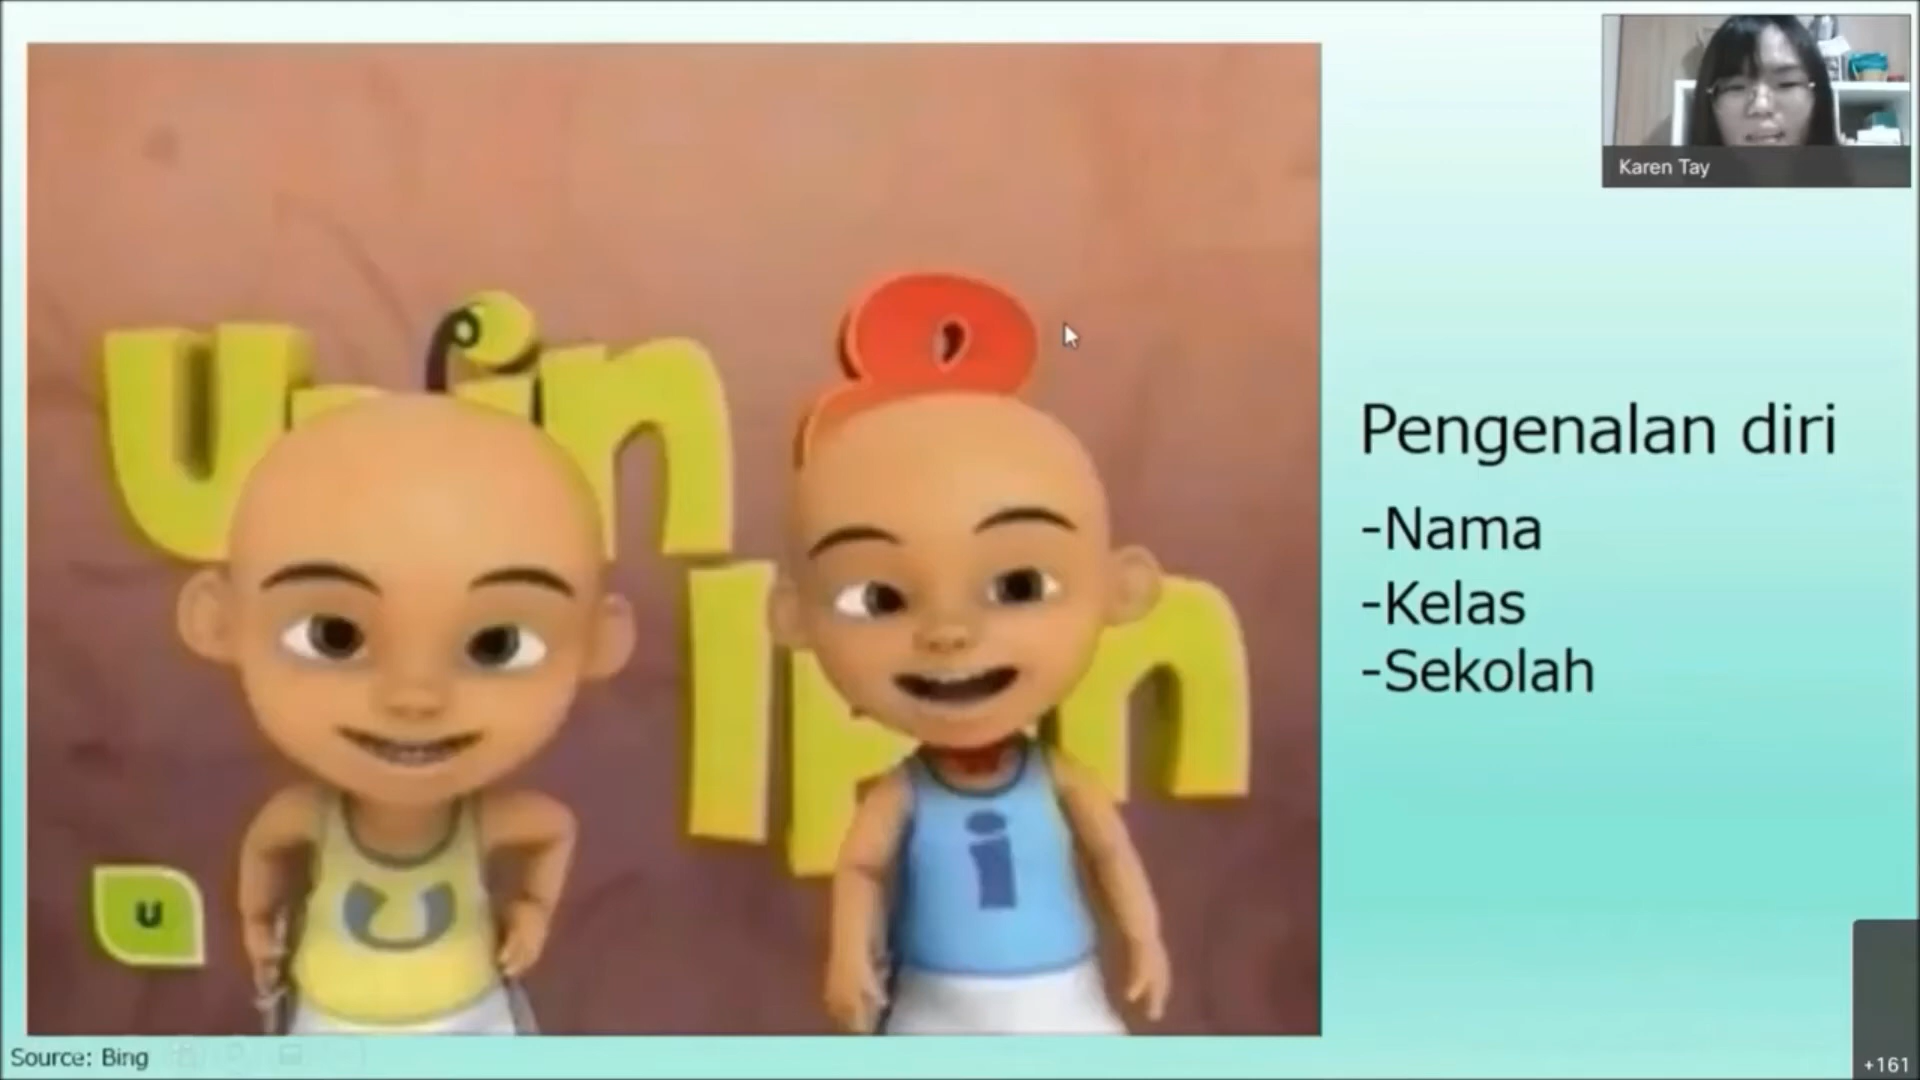 Karen Tay
upin
&
ipin
u
i
u
Pengenalan diri
-Nama
-Kelas
-Sekolah
Source: Bing
+161